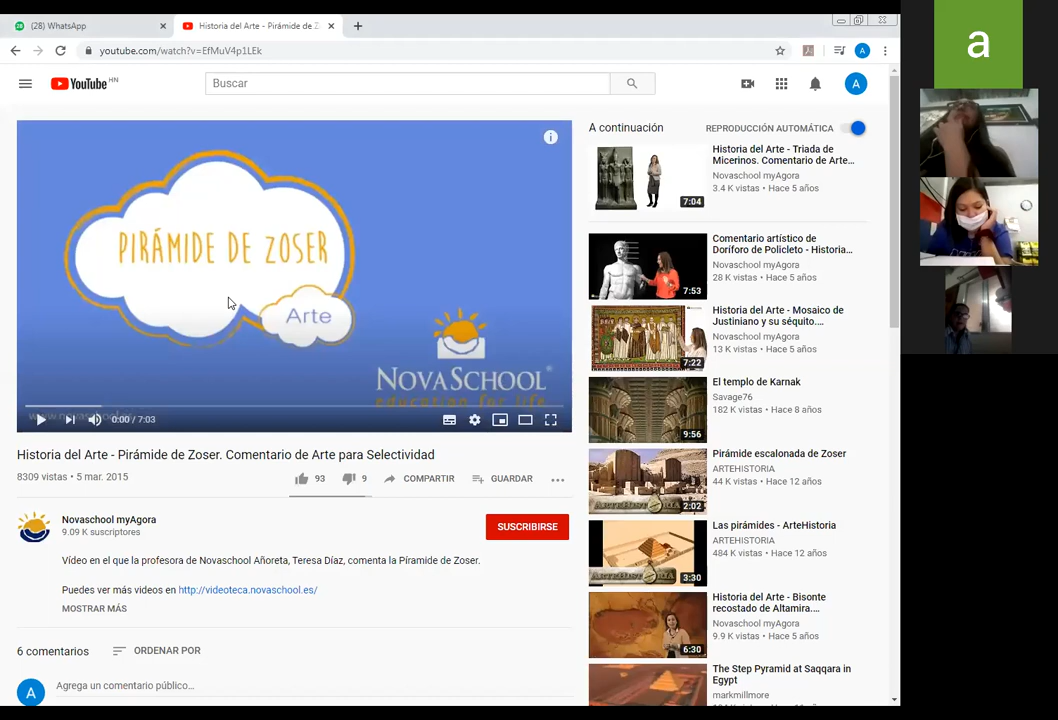 (28) WhatsApp
Historia del Arte - Pirámide de Z
youtube.com/watch?v=EfMuV4p1LEk
A
YouTube HN
Buscar
A
PIRÁMIDE DE ZOSER
Arte
NOVASCHOOL
education for life
www.novaschool.es
0:00 / 7:03
Historia del Arte - Pirámide de Zoser. Comentario de Arte para Selectividad
8309 vistas • 5 mar. 2015
93
9
COMPARTIR
GUARDAR
Novaschool myAgora
9.09 K suscriptores
SUSCRIBIRSE
Vídeo en el que la profesora de Novaschool Añoreta, Teresa Díaz, comenta la Píramide de Zoser.
Puedes ver más videos en http://videoteca.novaschool.es/
MOSTRAR MÁS
6 comentarios
ORDENAR POR
A
Agrega un comentario público...
A continuación
REPRODUCCIÓN AUTOMÁTICA
7:04
Historia del Arte - Triada de
Micerinos. Comentario de Arte...
Novaschool myAgora
3.4 K vistas • Hace 5 años
7:53
Comentario artístico de
Doríforo de Policleto - Historia...
Novaschool myAgora
28 K vistas • Hace 5 años
7:22
Historia del Arte - Mosaico de
Justiniano y su séquito....
Novaschool myAgora
13 K vistas • Hace 5 años
9:56
El templo de Karnak
Savage76
182 K vistas • Hace 8 años
ARTEHISTORIA
2:02
Pirámide escalonada de Zoser
ARTEHISTORIA
44 K vistas • Hace 12 años
ARTEHISTORIA
3:30
Las pirámides - ArteHistoria
ARTEHISTORIA
484 K vistas • Hace 12 años
6:30
Historia del Arte - Bisonte
recostado de Altamira....
Novaschool myAgora
9.9 K vistas • Hace 5 años
The Step Pyramid at Saqqara in
Egypt
markmillmore
a